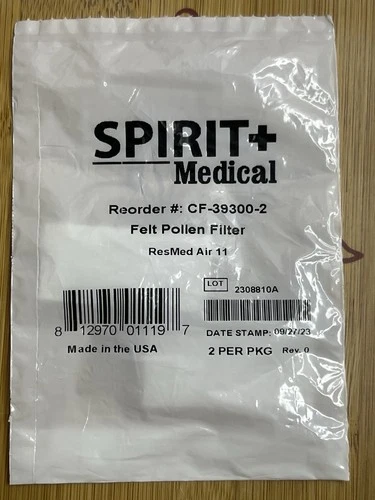 SPIRIT+
Medical
Reorder #: CF-39300-2
Felt Pollen Filter
ResMed Air 11
LOT 2308810A
8 12970 01119 7
DATE STAMP: 09/27/23
Made in the USA
2 PER PKG Rev. 0